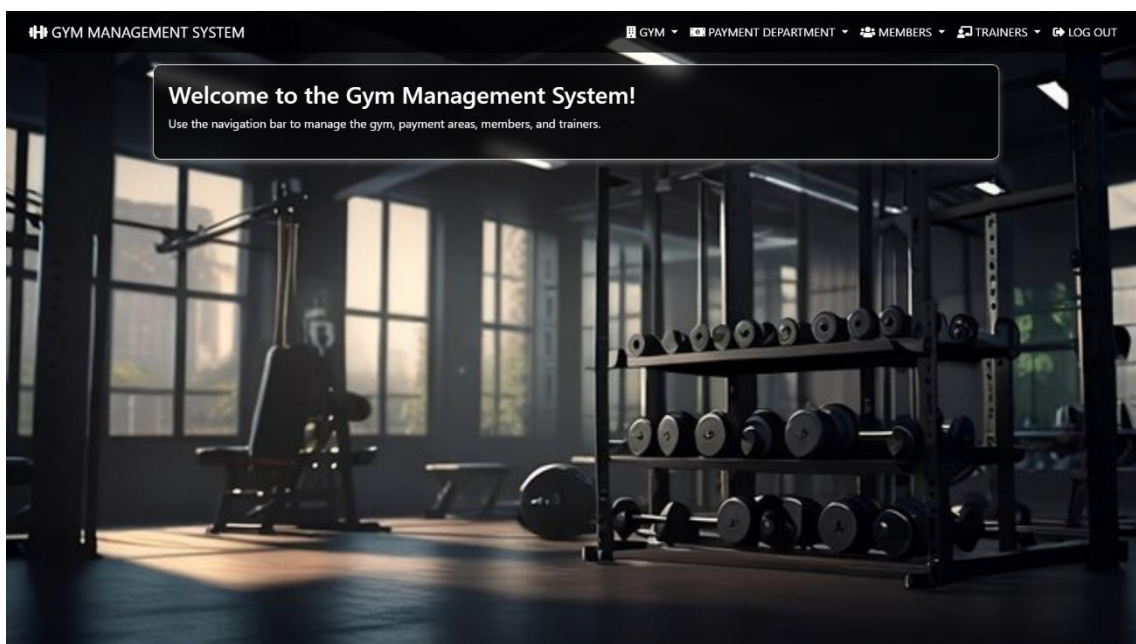 GYM MANAGEMENT SYSTEM
GYM PAYMENT DEPARTMENT MEMBERS TRAINERS LOG OUT
Welcome to the Gym Management System!
Use the navigation bar to manage the gym, payment areas, members, and trainers.